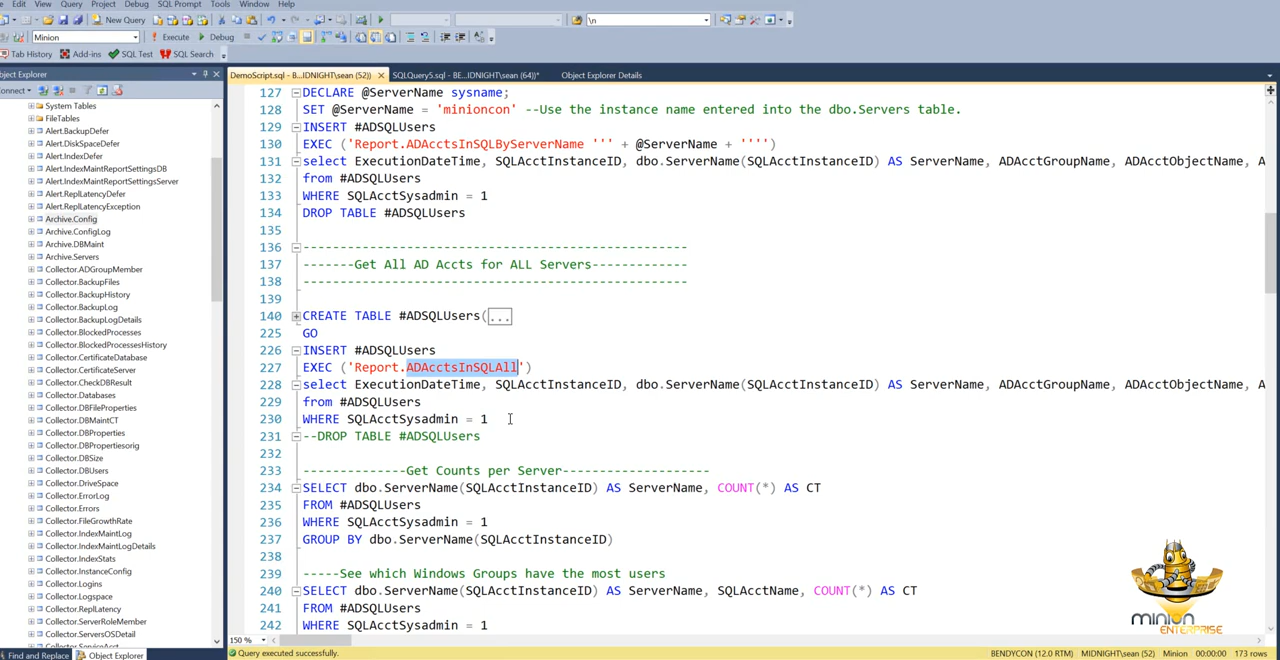 Edit View Query Project Debug SQL Prompt Tools Window Help
New Query \n
Minion Execute Debug
Tab History Add-ins SQL Test SQL Search
Object Explorer
Connect
System Tables
FileTables
Alert.BackupDefer
Alert.DiskSpaceDefer
Alert.IndexDefer
Alert.IndexMaintReportSettingsDB
Alert.IndexMaintReportSettingsServer
Alert.ReplLatencyDefer
Alert.ReplLatencyException
Archive.Config
Archive.ConfigLog
Archive.DBMaint
Archive.Servers
Collector.ADGroupMember
Collector.BackupFiles
Collector.BackupHistory
Collector.BackupLog
Collector.BackupLogDetails
Collector.BlockedProcesses
Collector.BlockedProcessesHistory
Collector.CertificateDatabase
Collector.CertificateServer
Collector.CheckDBResult
Collector.Databases
Collector.DBFileProperties
Collector.DBMaintCT
Collector.DBProperties
Collector.DBPropertiesorig
Collector.DBSize
Collector.DBUsers
Collector.DriveSpace
Collector.ErrorLog
Collector.Errors
Collector.FileGrowthRate
Collector.IndexMaintLog
Collector.IndexMaintLogDetails
Collector.IndexStats
Collector.InstanceConfig
Collector.Logins
Collector.Logspace
Collector.ReplLatency
Collector.ServerRoleMember
Collector.ServersOSDetail
Collector.ServiceAcct
Find and Replace Object Explorer
DemoScript.sql - B...IDNIGHT\sean (52)) SQLQuery5.sql - BE...IDNIGHT\sean (64))* Object Explorer Details
127 DECLARE @ServerName sysname;
128 SET @ServerName = 'minioncon' --Use the instance name entered into the dbo.Servers table.
129 INSERT #ADSQLUsers
130 EXEC ('Report.ADAcctsInSQLByServerName ''' + @ServerName + '''')
131 select ExecutionDateTime, SQLAcctInstanceID, dbo.ServerName(SQLAcctInstanceID) AS ServerName, ADAcctGroupName, ADAcctObjectName, A
132 from #ADSQLUsers
133 WHERE SQLAcctSysadmin = 1
134 DROP TABLE #ADSQLUsers
135
136 ----------------------------------------------------
137 -------Get All AD Accts for ALL Servers-------------
138 ----------------------------------------------------
139
140 CREATE TABLE #ADSQLUsers(...
225 GO
226 INSERT #ADSQLUsers
227 EXEC ('Report.ADAcctsInSQLAll')
228 select ExecutionDateTime, SQLAcctInstanceID, dbo.ServerName(SQLAcctInstanceID) AS ServerName, ADAcctGroupName, ADAcctObjectName, A
229 from #ADSQLUsers
230 WHERE SQLAcctSysadmin = 1
231 --DROP TABLE #ADSQLUsers
232
233 --------------Get Counts per Server--------------------
234 SELECT dbo.ServerName(SQLAcctInstanceID) AS ServerName, COUNT(*) AS CT
235 FROM #ADSQLUsers
236 WHERE SQLAcctSysadmin = 1
237 GROUP BY dbo.ServerName(SQLAcctInstanceID)
238
239 -----See which Windows Groups have the most users
240 SELECT dbo.ServerName(SQLAcctInstanceID) AS ServerName, SQLAcctName, COUNT(*) AS CT
241 FROM #ADSQLUsers
242 WHERE SQLAcctSysadmin = 1
minion
ENTERPRISE
150 %
Query executed successfully. BENDYCON (12.0 RTM) MIDNIGHT\sean (52) Minion 00:00:00 173 rows